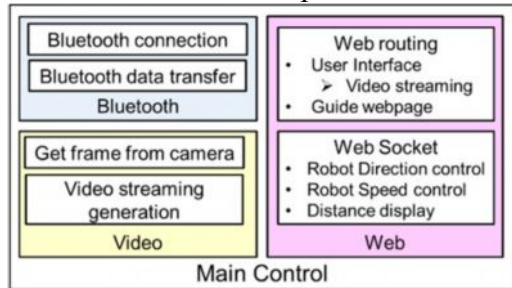 Bluetooth connection
Bluetooth data transfer
Bluetooth
Get frame from camera
Video streaming
generation
Video
Web routing
• User Interface
➤ Video streaming
• Guide webpage
Web Socket
• Robot Direction control
• Robot Speed control
• Distance display
Web
Main Control